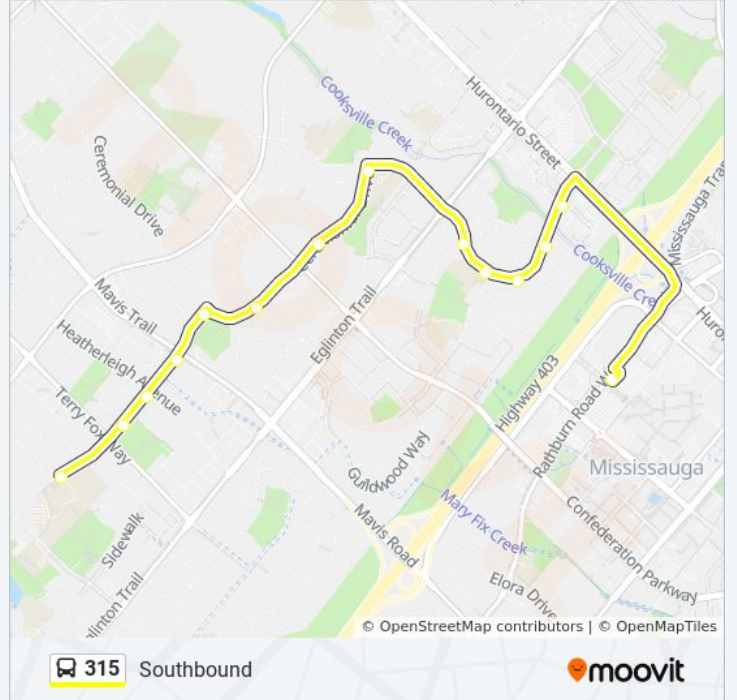 Cooksville Creek
Hurontario Street
Ceremonial Drive
Mississauga Tra
Cooksville Cre
Mavis Trail
Heatherleigh Avenue
Eglinton Trail
Huro
Terry Fox Way
Highway 403
Rathburn Road W
Guildwood Way
Mississauga
Mary Fix Creek
Mavis Road
Confederation Parkway
Sidewalk
Elora Drive
glinton Trail
© OpenStreetMap contributors | © OpenMapTiles
315 Southbound
moovit